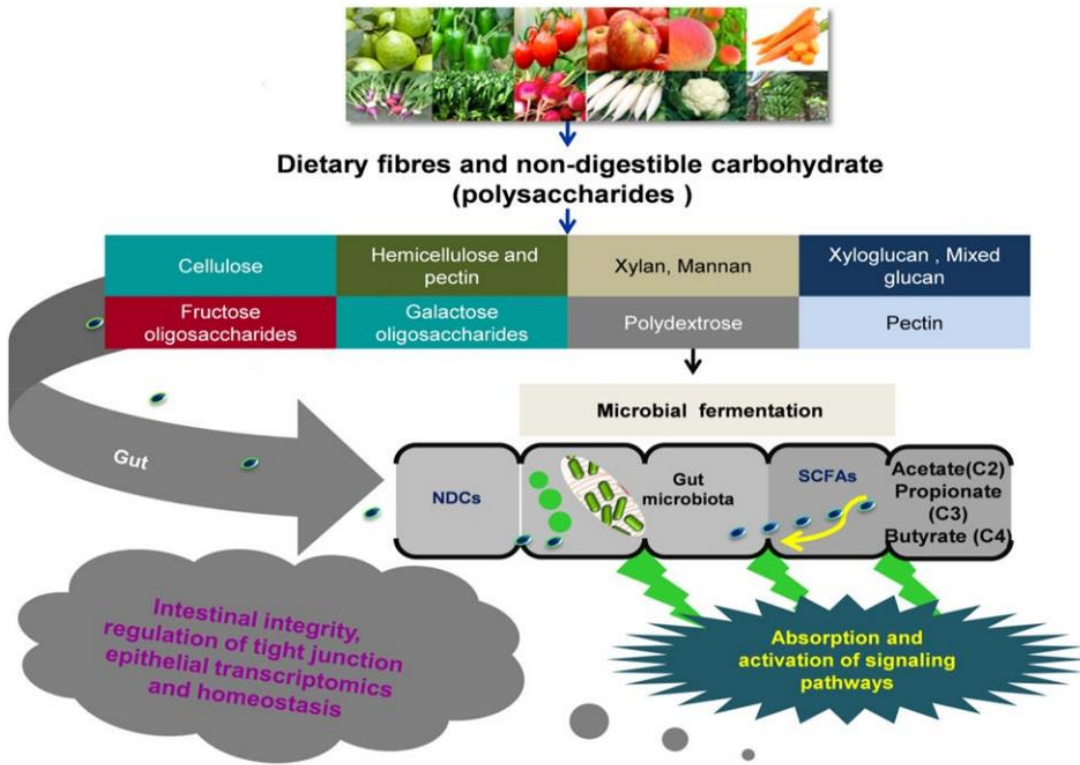 Dietary fibres and non-digestible carbohydrate
(polysaccharides )
Cellulose
Hemicellulose and
pectin
Xylan, Mannan
Xyloglucan , Mixed
glucan
Fructose
oligosaccharides
Galactose
oligosaccharides
Polydextrose
Pectin
Microbial fermentation
Gut
NDCs
Gut
microbiota
SCFAs
Acetate(C2)
Propionate
(C3)
Butyrate (C4)
Intestinal integrity,
regulation of tight junction
epithelial transcriptomics
and homeostasis
Absorption and
activation of signaling
pathways